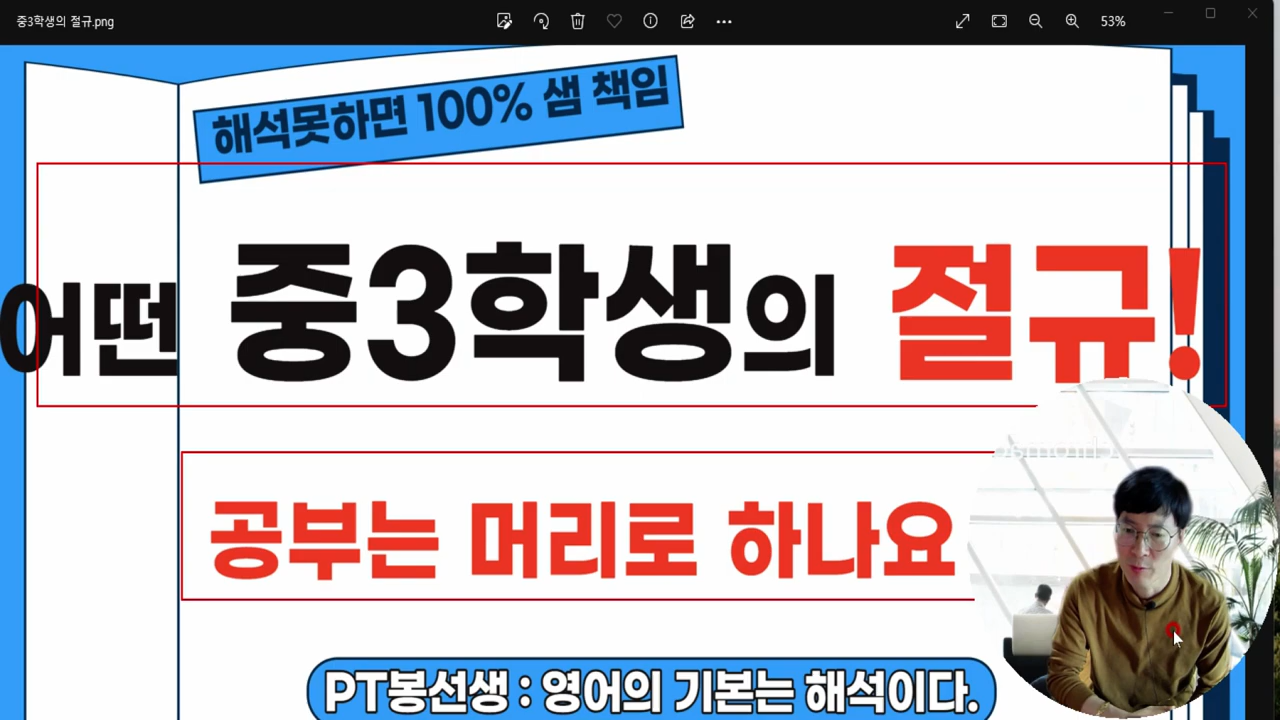 중3학생의 절규.png
53%
해석못하면 100% 샘 책임
어떤 중3학생의 절규!
공부는 머리로 하나요
PT봉선생 : 영어의 기본는 해석이다.